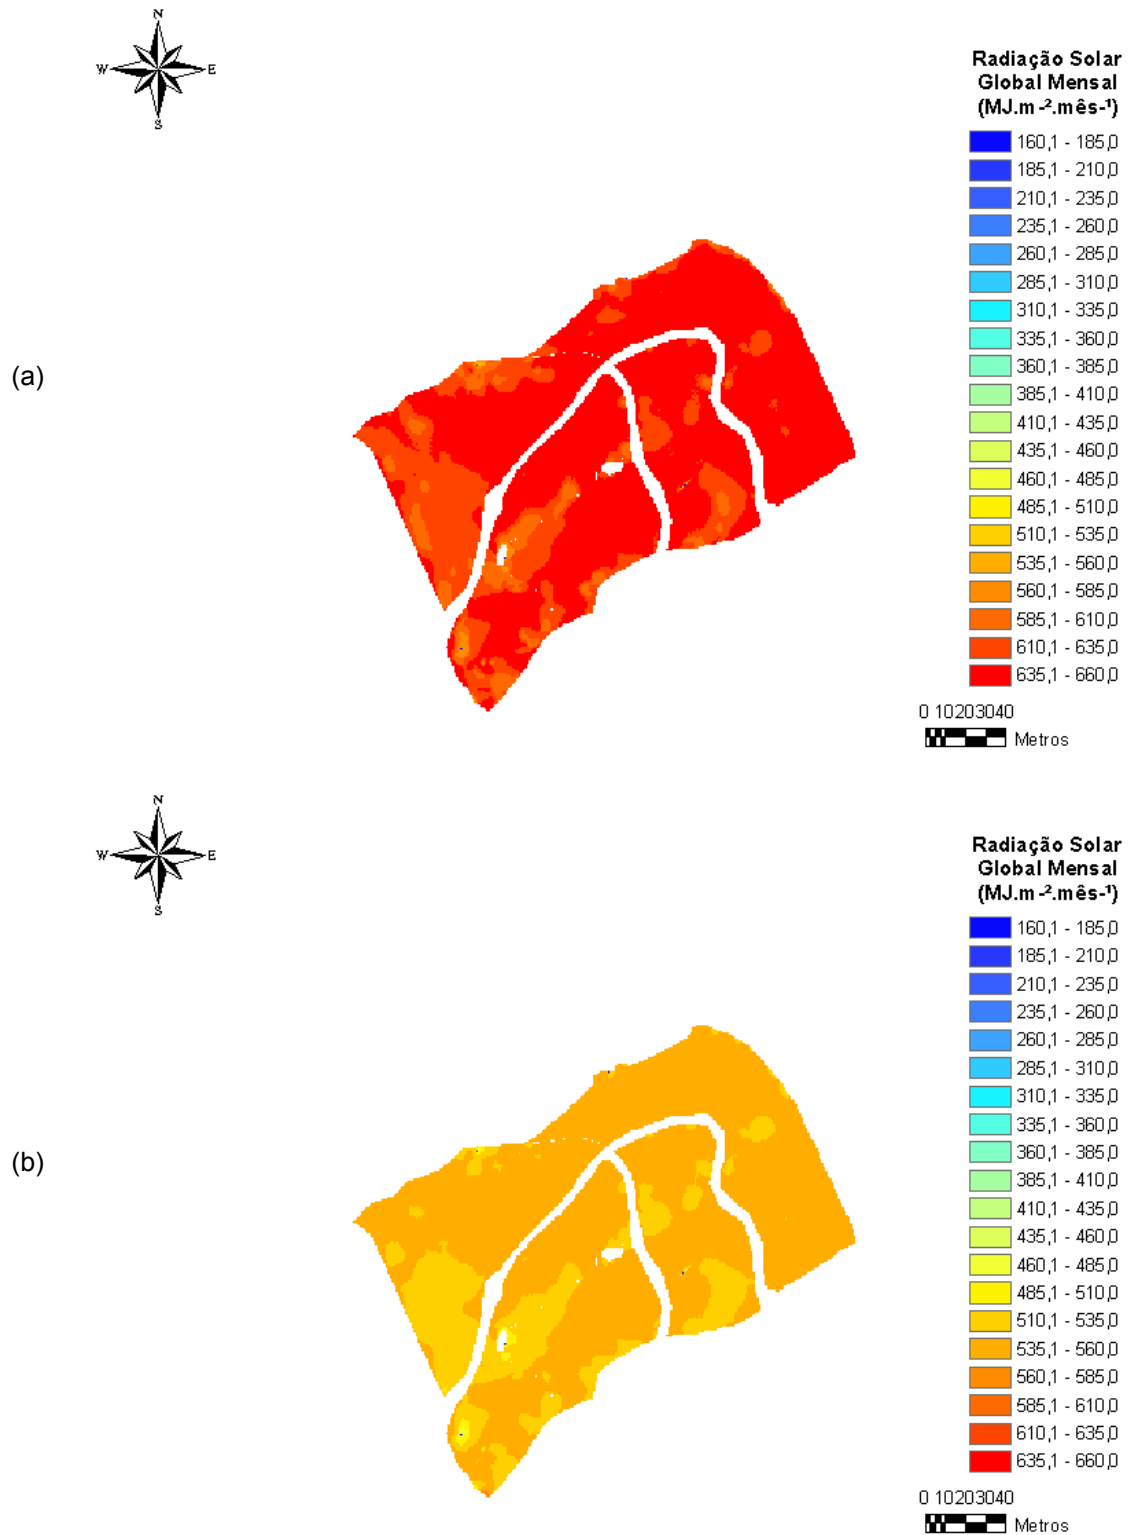 N
W E
S
Radiação Solar
Global Mensal
(MJ.m-².mês-¹)
160,1 - 185,0
185,1 - 210,0
210,1 - 235,0
235,1 - 260,0
260,1 - 285,0
285,1 - 310,0
310,1 - 335,0
335,1 - 360,0
360,1 - 385,0
385,1 - 410,0
410,1 - 435,0
435,1 - 460,0
460,1 - 485,0
485,1 - 510,0
510,1 - 535,0
535,1 - 560,0
560,1 - 585,0
585,1 - 610,0
610,1 - 635,0
635,1 - 660,0
(a)
0 10203040
Metros
N
W E
S
Radiação Solar
Global Mensal
(MJ.m-².mês-¹)
160,1 - 185,0
185,1 - 210,0
210,1 - 235,0
235,1 - 260,0
260,1 - 285,0
285,1 - 310,0
310,1 - 335,0
335,1 - 360,0
360,1 - 385,0
385,1 - 410,0
410,1 - 435,0
435,1 - 460,0
460,1 - 485,0
485,1 - 510,0
510,1 - 535,0
535,1 - 560,0
560,1 - 585,0
585,1 - 610,0
610,1 - 635,0
635,1 - 660,0
(b)
0 10203040
Metros